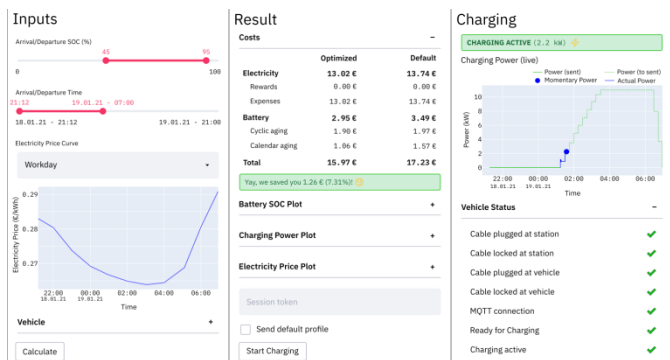 Inputs
Arrival/Departure SOC (%)
45 95
0 100
Arrival/Departure Time
21:12 19.01.21 - 07:00
18.01.21 - 21:12 19.01.21 - 21:00
Electricity Price Curve
Workday
Electricity Price (€/kWh)
0.29
0.28
0.27
22:00 00:00 02:00 04:00 06:00
18.01.21 19.01.21
Time
Vehicle +
Calculate
Result
Costs −
Optimized Default
Electricity 13.02 € 13.74 €
Rewards 0.00 € 0.00 €
Expenses 13.02 € 13.74 €
Battery 2.95 € 3.49 €
Cyclic aging 1.90 € 1.97 €
Calendar aging 1.06 € 1.57 €
Total 15.97 € 17.23 €
Yay, we saved you 1.26 € (7.31%)!
Battery SOC Plot +
Charging Power Plot +
Electricity Price Plot +
Session token
Send default profile
Start Charging
Charging
CHARGING ACTIVE (2.2 kW)
Charging Power (live)
Power (sent) Power (to sent)
Momentary Power Actual Power
Power (kW)
10
8
6
4
2
0
22:00 00:00 02:00 04:00 06:00
18.01.21 19.01.21
Time
Vehicle Status −
Cable plugged at station
Cable locked at station
Cable plugged at vehicle
Cable locked at vehicle
MQTT connection
Ready for Charging
Charging active